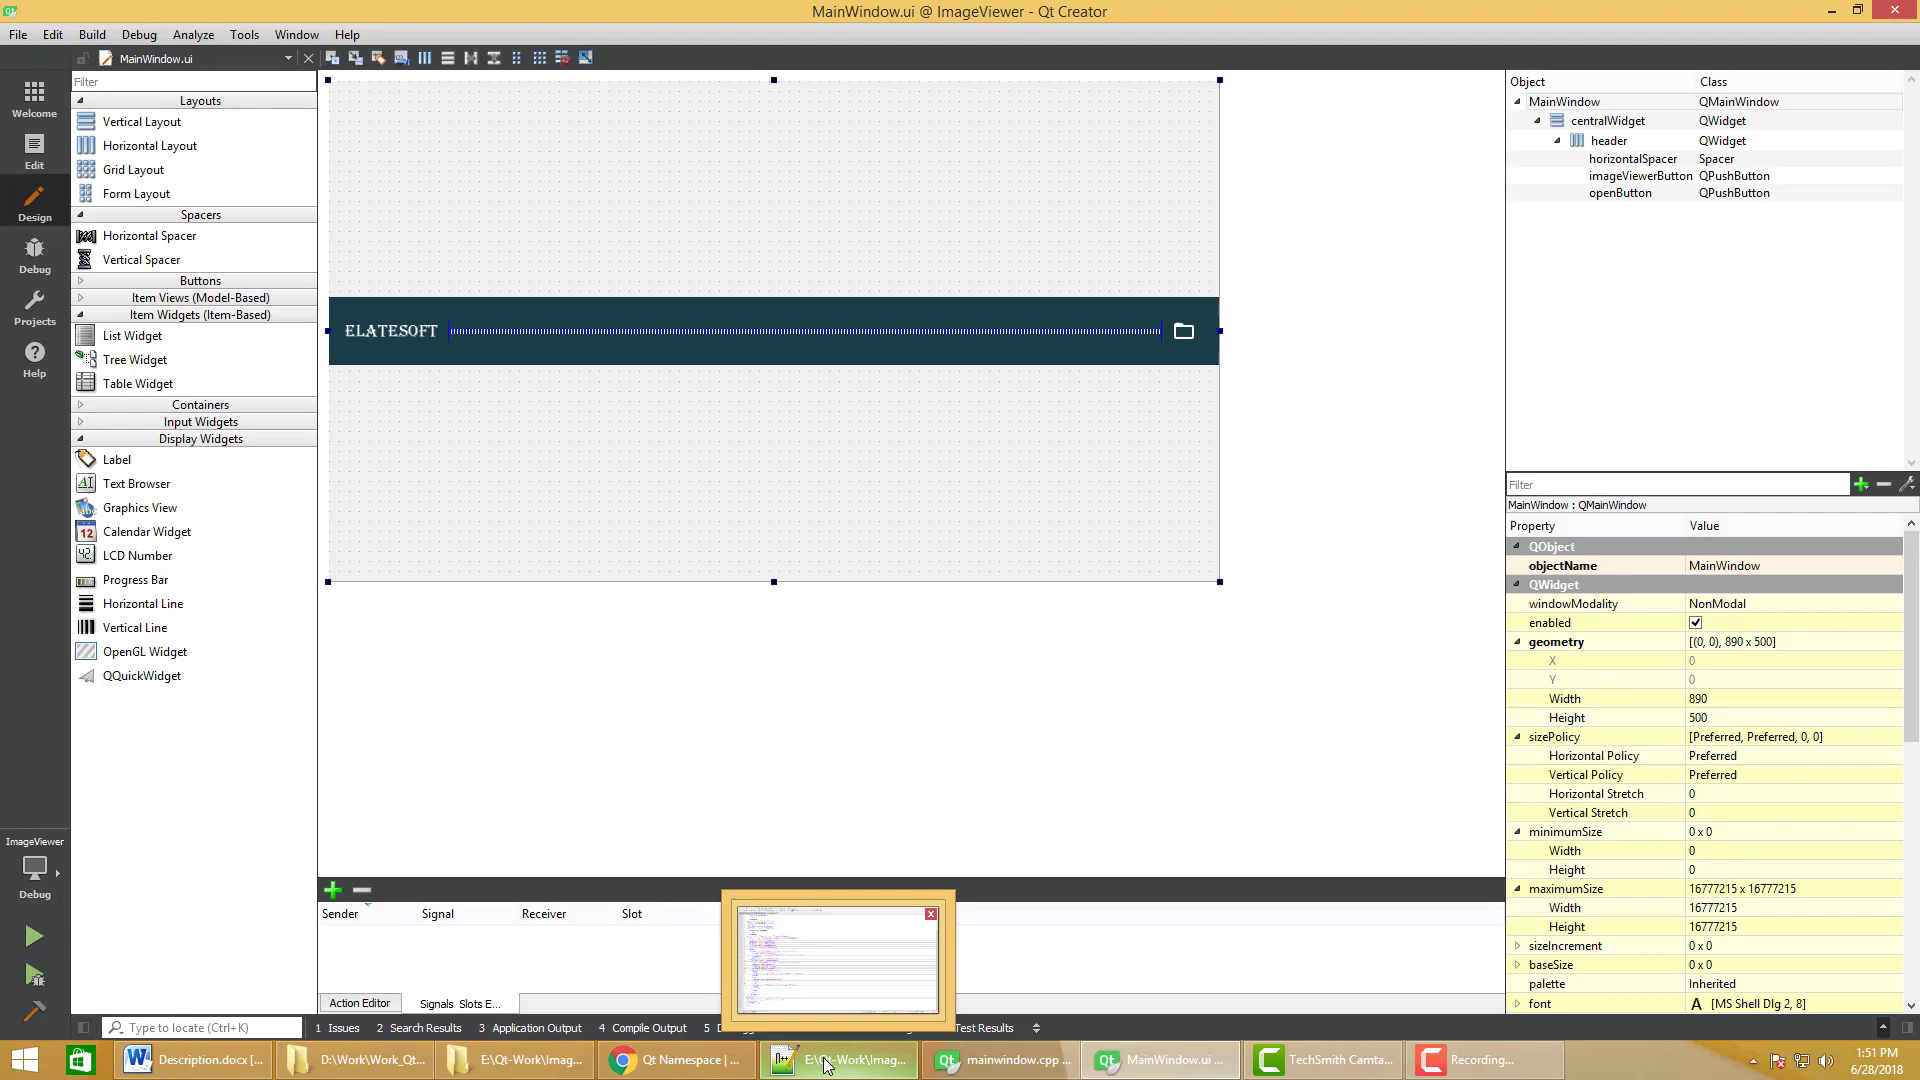 MainWindow.ui @ ImageViewer - Qt Creator
File Edit Build Debug Analyze Tools Window Help
MainWindow.ui
Welcome
Edit
Design
Debug
Projects
Help
ImageViewer
Debug
Filter
Layouts
Vertical Layout
Horizontal Layout
Grid Layout
Form Layout
Spacers
Horizontal Spacer
Vertical Spacer
Buttons
Item Views (Model-Based)
Item Widgets (Item-Based)
List Widget
Tree Widget
Table Widget
Containers
Input Widgets
Display Widgets
Label
Text Browser
Graphics View
Calendar Widget
LCD Number
Progress Bar
Horizontal Line
Vertical Line
OpenGL Widget
QQuickWidget
ELATESOFT
Object Class
MainWindow QMainWindow
centralWidget QWidget
header QWidget
horizontalSpacer Spacer
imageViewerButton QPushButton
openButton QPushButton
Filter
MainWindow : QMainWindow
Property Value
QObject
objectName MainWindow
QWidget
windowModality NonModal
enabled
geometry [(0, 0), 890 x 500]
X 0
Y 0
Width 890
Height 500
sizePolicy [Preferred, Preferred, 0, 0]
Horizontal Policy Preferred
Vertical Policy Preferred
Horizontal Stretch 0
Vertical Stretch 0
minimumSize 0 x 0
Width 0
Height 0
maximumSize 16777215 x 16777215
Width 16777215
Height 16777215
sizeIncrement 0 x 0
baseSize 0 x 0
palette Inherited
font A [MS Shell Dlg 2, 8]
Sender Signal Receiver Slot
Action Editor Signals Slots E...
Type to locate (Ctrl+K) 1 Issues 2 Search Results 3 Application Output 4 Compile Output 5 D Test Results
Description.docx [... D:\Work\Work_Qt... E:\Qt-Work\Imag... Qt Namespace | ... E:\Qt-Work\Imag... mainwindow.cpp ... MainWindow.ui ... TechSmith Camta... Recording...
1:51 PM
6/28/2018